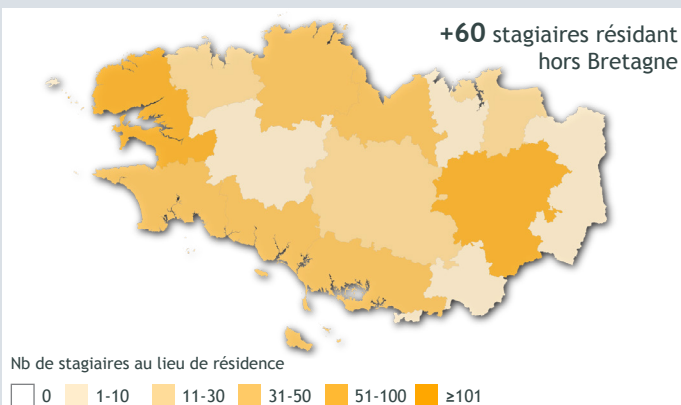 +60 stagiaires résidant
hors Bretagne
Nb de stagiaires au lieu de résidence
0 1-10 11-30 31-50 51-100 ≥101